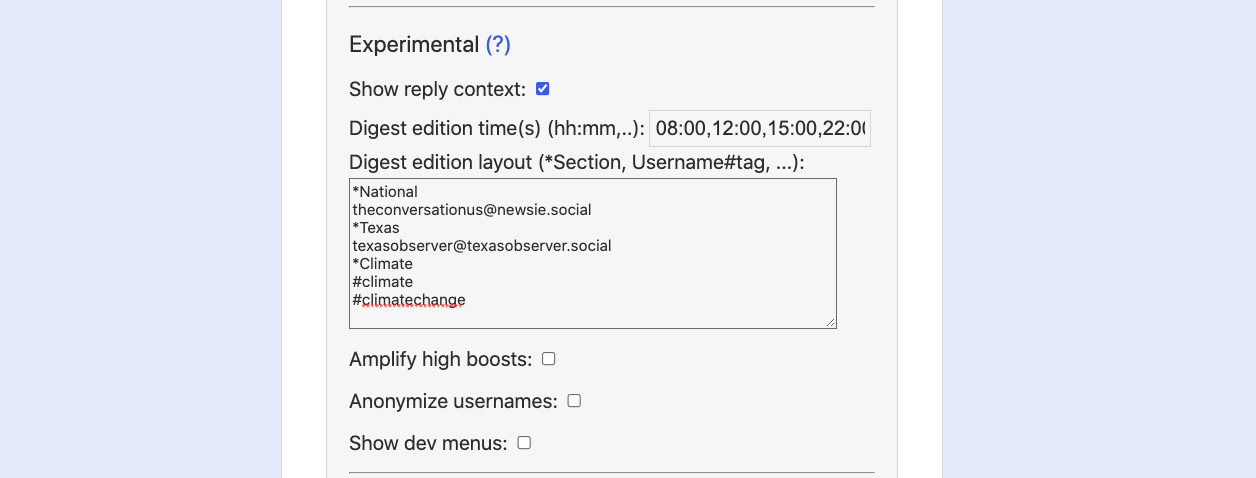 Experimental (?)
Show reply context:
Digest edition time(s) (hh:mm,..): 08:00,12:00,15:00,22:00
Digest edition layout (*Section, Username#tag, ...):
*National
theconversationus@newsie.social
*Texas
texasobserver@texasobserver.social
*Climate
#climate
#climatechange
Amplify high boosts:
Anonymize usernames:
Show dev menus: